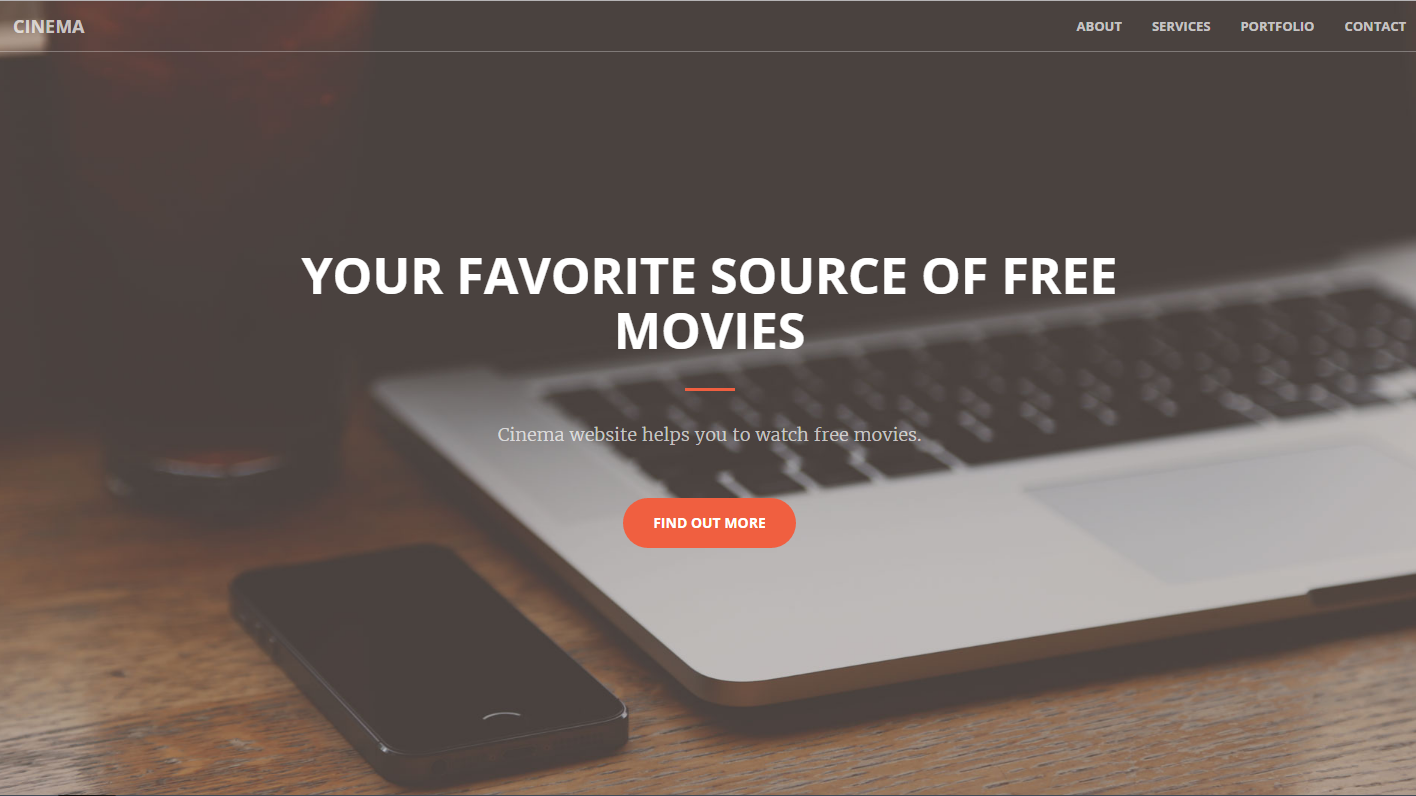 CINEMA
ABOUT SERVICES PORTFOLIO CONTACT
YOUR FAVORITE SOURCE OF FREE
MOVIES
Cinema website helps you to watch free movies.
FIND OUT MORE